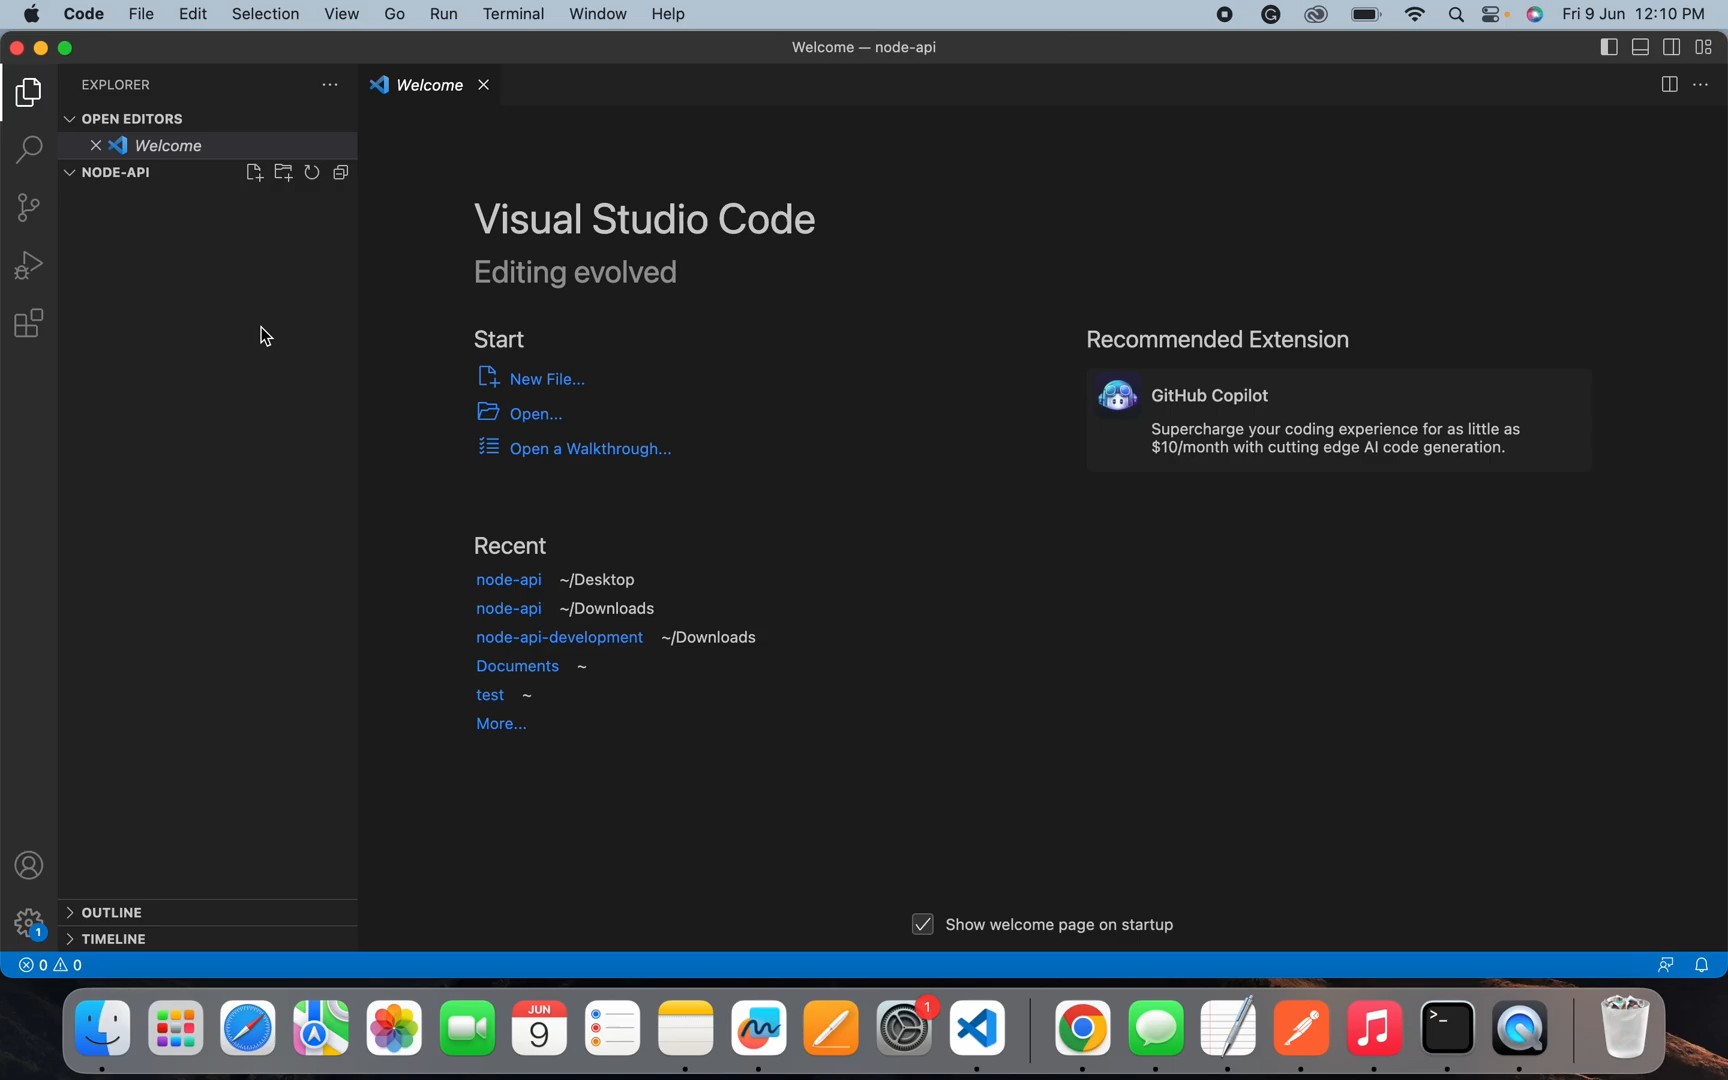 Code File Edit Selection View Go Run Terminal Window Help Fri 9 Jun 12:10 PM
Welcome — node-api
EXPLORER
Welcome
OPEN EDITORS
Welcome
NODE-API
Visual Studio Code
Editing evolved
Start
New File...
Open...
Open a Walkthrough...
Recommended Extension
GitHub Copilot
Supercharge your coding experience for as little as
$10/month with cutting edge AI code generation.
Recent
node-api ~/Desktop
node-api ~/Downloads
node-api-development ~/Downloads
Documents ~
test ~
More...
OUTLINE
Show welcome page on startup
1
TIMELINE
0 0
JUN
9
1
>_